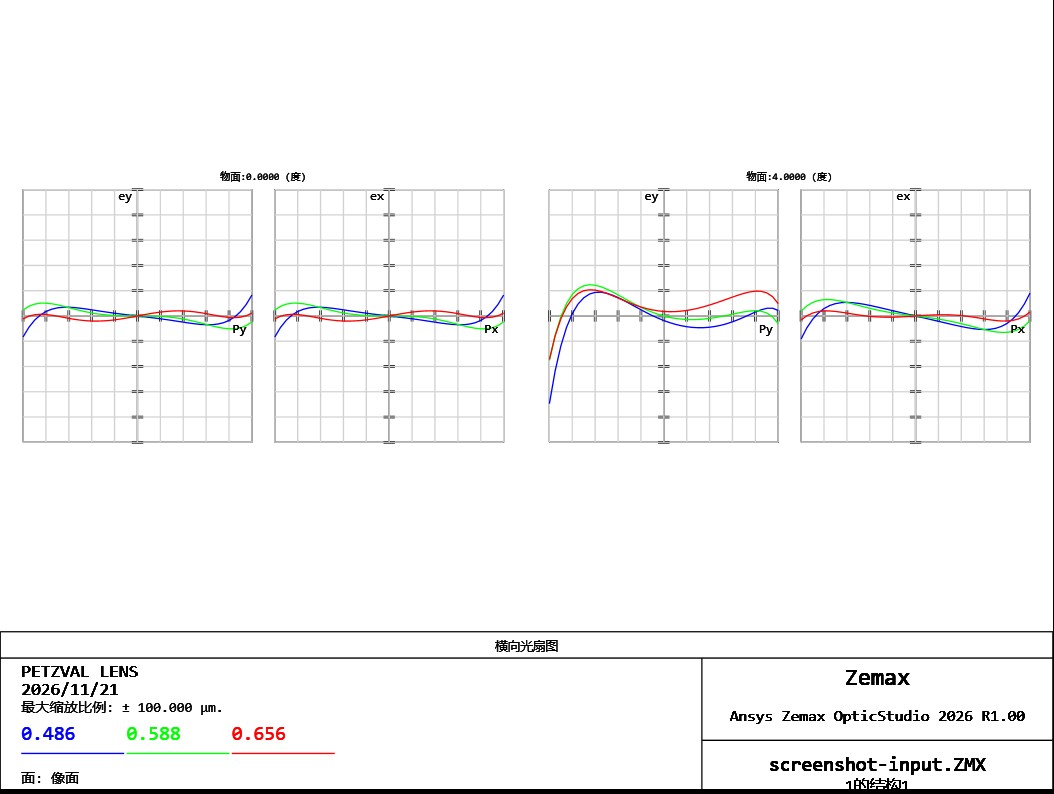 物面:0.0000 (度)
物面:4.0000 (度)
ey
ex
ey
ex
Py
Px
Py
Px
横向光扇图
PETZVAL LENS
2026/11/21
最大缩放比例: ± 100.000 µm.
0.486 0.588 0.656
面: 像面
Zemax
Ansys Zemax OpticStudio 2026 R1.00
screenshot-input.ZMX
1的结构1